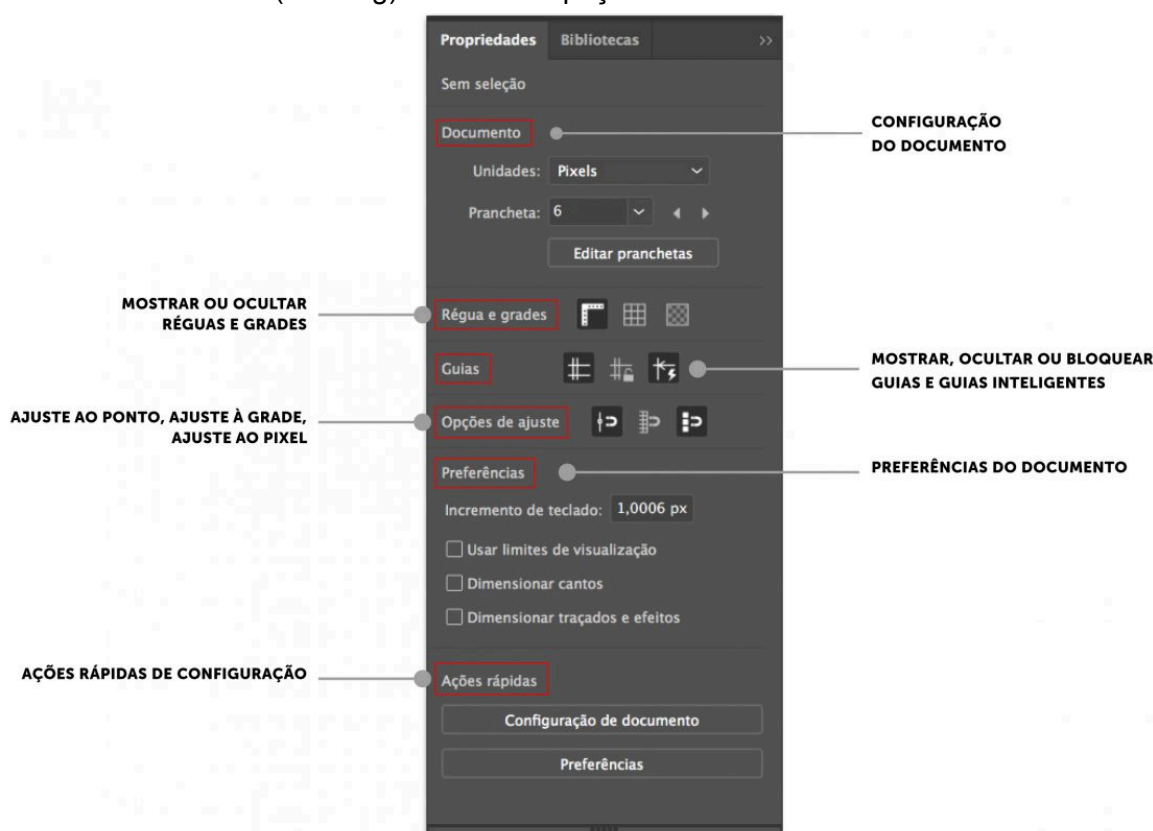 Propriedades Bibliotecas >>
Sem seleção
Documento
CONFIGURAÇÃO
DO DOCUMENTO
Unidades: Pixels
Prancheta: 6
Editar pranchetas
MOSTRAR OU OCULTAR
RÉGUAS E GRADES
Régua e grades
Guias
MOSTRAR, OCULTAR OU BLOQUEAR
GUIAS E GUIAS INTELIGENTES
AJUSTE AO PONTO, AJUSTE À GRADE,
AJUSTE AO PIXEL
Opções de ajuste
Preferências
PREFERÊNCIAS DO DOCUMENTO
Incremento de teclado: 1,0006 px
Usar limites de visualização
Dimensionar cantos
Dimensionar traçados e efeitos
AÇÕES RÁPIDAS DE CONFIGURAÇÃO
Ações rápidas
Configuração de documento
Preferências